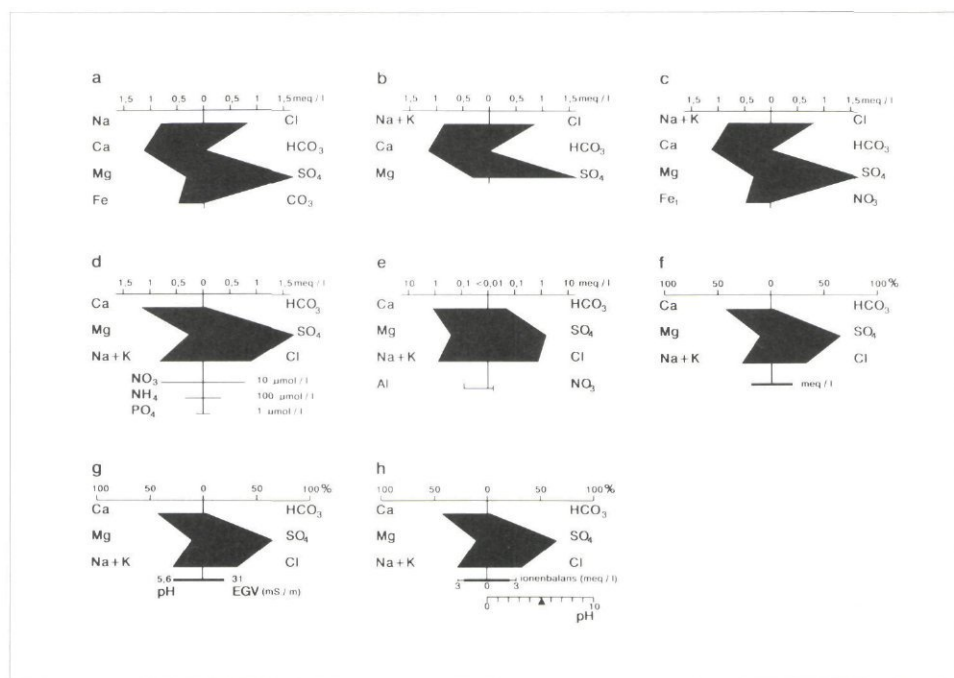 a
1,5 1 0,5 0 0,5 1 1,5 meq / l
Na Cl
Ca HCO₃
Mg SO₄
Fe CO₃
b
1,5 1 0,5 0 0,5 1 1,5 meq / l
Na + K Cl
Ca HCO₃
Mg SO₄
c
1,5 1 0,5 0 0,5 1 1,5 meq / l
Na + K Cl
Ca HCO₃
Mg SO₄
Fe₁ NO₃
d
1,5 1 0,5 0 0,5 1 1,5 meq / l
Ca HCO₃
Mg SO₄
Na + K Cl
NO₃ 10 µmol / l
NH₄ 100 µmol / l
PO₄ 1 µmol / l
e
10 1 0,1 <0,01 0,1 1 10 meq / l
Ca HCO₃
Mg SO₄
Na + K Cl
Al NO₃
f
100 50 0 50 100 %
Ca HCO₃
Mg SO₄
Na + K Cl
meq / l
g
100 50 0 50 100 %
Ca HCO₃
Mg SO₄
Na + K Cl
5,6 31
pH EGV (mS / m)
h
100 50 0 50 100 %
Ca HCO₃
Mg SO₄
Na + K Cl
ionenbalans (meq / l)
3 0 3
0 10
pH